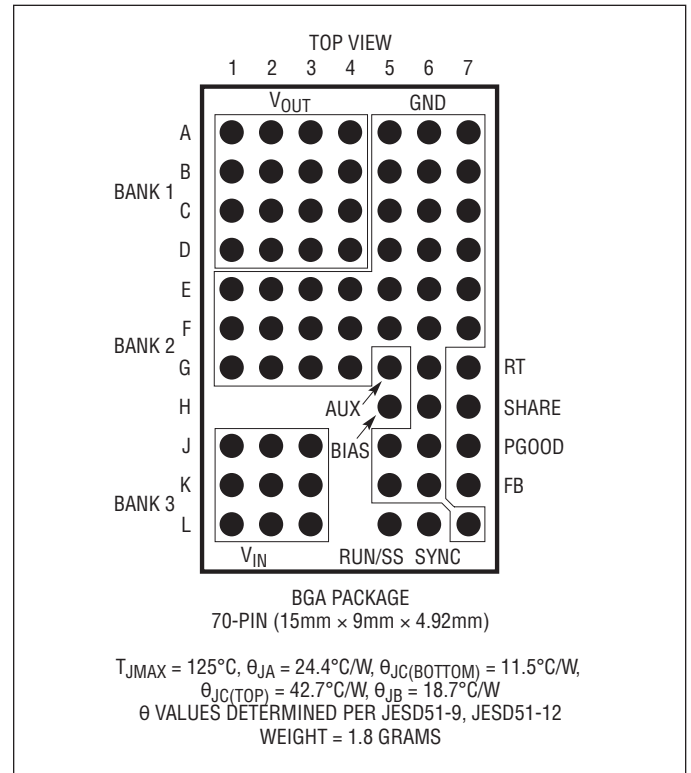 TOP VIEW
1 2 3 4 5 6 7
VOUT GND
A
B
BANK 1
C
D
E
F
BANK 2
G RT
H AUX SHARE
J BIAS PGOOD
K FB
BANK 3
L
VIN RUN/SS SYNC
BGA PACKAGE
70-PIN (15mm × 9mm × 4.92mm)
TJMAX = 125°C, θJA = 24.4°C/W, θJC(BOTTOM) = 11.5°C/W,
θJC(TOP) = 42.7°C/W, θJB = 18.7°C/W
θ VALUES DETERMINED PER JESD51-9, JESD51-12
WEIGHT = 1.8 GRAMS